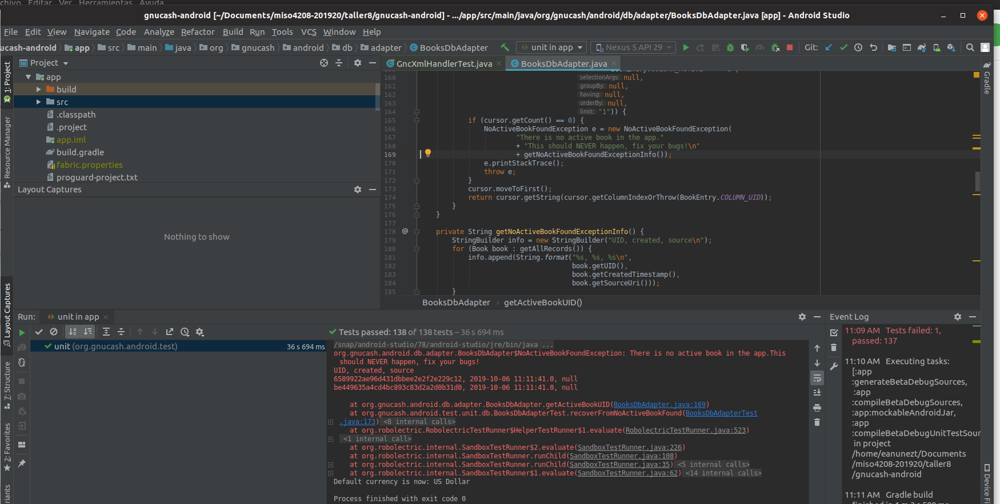 chivo Editar Ver Herramientas Ayuda
gnucash-android [~/Documents/miso4208-201920/taller8/gnucash-android] - .../app/src/main/java/org/gnucash/android/db/adapter/BooksDbAdapter.java [app] - Android Studio
File Edit View Navigate Code Analyze Refactor Build Run Tools VCS Window Help
ucash-android app src main java org gnucash android db adapter BooksDbAdapter unit in app Nexus 5 API 29 Git:
1: Project
Resource Manager
Layout Captures
7: Structure
2: Favorites
riants
Project
app
build
src
.classpath
.project
app.iml
build.gradle
fabric.properties
proguard-project.txt
Layout Captures
Nothing to show
GncXmlHandlerTest.java BooksDbAdapter.java
160 selectionArgs: null,
161 groupBy: null,
162 having: null,
163 orderBy: null,
164 limit: "1")) {
165 if (cursor.getCount() == 0) {
166 NoActiveBookFoundException e = new NoActiveBookFoundException(
167 "There is no active book in the app."
168 + "This should NEVER happen, fix your bugs!\n"
169 + getNoActiveBookFoundExceptionInfo());
170 e.printStackTrace();
171 throw e;
172 }
173 cursor.moveToFirst();
174 return cursor.getString(cursor.getColumnIndexOrThrow(BookEntry.COLUMN_UID));
175 }
176 }
177
178 @ private String getNoActiveBookFoundExceptionInfo() {
179 StringBuilder info = new StringBuilder("UID, created, source\n");
180 for (Book book : getAllRecords()) {
181 info.append(String.format("%s, %s, %s\n",
182 book.getUID(),
183 book.getCreatedTimestamp(),
184 book.getSourceUri()));
185 }
BooksDbAdapter › getActiveBookUID()
Gradle
Device Fi
Run: unit in app
Tests passed: 138 of 138 tests – 36 s 694 ms
unit (org.gnucash.android.test) 36 s 694 ms
/snap/android-studio/78/android-studio/jre/bin/java ...
org.gnucash.android.db.adapter.BooksDbAdapter$NoActiveBookFoundException: There is no active book in the app.This
should NEVER happen, fix your bugs!
UID, created, source
6589922ae96d431dbbee2e2f2e229c12, 2019-10-06 11:11:41.0, null
be449635a4cd4bc893c83d2a2d0b31d0, 2019-10-06 11:11:41.0, null
at org.gnucash.android.db.adapter.BooksDbAdapter.getActiveBookUID(BooksDbAdapter.java:169)
at org.gnucash.android.test.unit.db.BooksDbAdapterTest.recoverFromNoActiveBookFound(BooksDbAdapterTest
.java:173) <8 internal calls>
at org.robolectric.RobolectricTestRunner$HelperTestRunner$1.evaluate(RobolectricTestRunner.java:523)
<1 internal call>
at org.robolectric.internal.SandboxTestRunner$2.evaluate(SandboxTestRunner.java:226)
at org.robolectric.internal.SandboxTestRunner.runChild(SandboxTestRunner.java:108)
at org.robolectric.internal.SandboxTestRunner.runChild(SandboxTestRunner.java:35) <5 internal calls>
at org.robolectric.internal.SandboxTestRunner$1.evaluate(SandboxTestRunner.java:62) <14 internal calls>
Default currency is now: US Dollar
Process finished with exit code 0
Event Log
11:09 AM Tests failed: 1,
passed: 137
11:10 AM Executing tasks:
[:app
:generateBetaDebugSources,
:app
:compileBetaDebugSources,
:app:mockableAndroidJar,
:app
:compileBetaDebugUnitTestSour
in project
/home/eanunezt/Documents
/miso4208-201920/taller8
/gnucash-android
11:11 AM Gradle build